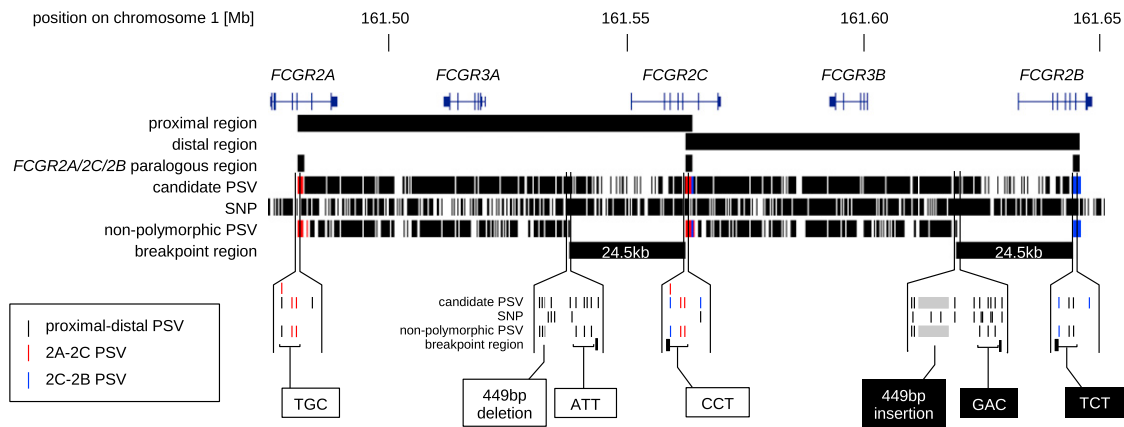 position on chromosome 1 [Mb]
161.50
161.55
161.60
161.65
FCGR2A
FCGR3A
FCGR2C
FCGR3B
FCGR2B
proximal region
distal region
FCGR2A/2C/2B paralogous region
candidate PSV
SNP
non-polymorphic PSV
breakpoint region
24.5kb
24.5kb
candidate PSV
SNP
non-polymorphic PSV
breakpoint region
proximal-distal PSV
2A-2C PSV
2C-2B PSV
TGC
449bp
deletion
ATT
CCT
449bp
insertion
GAC
TCT